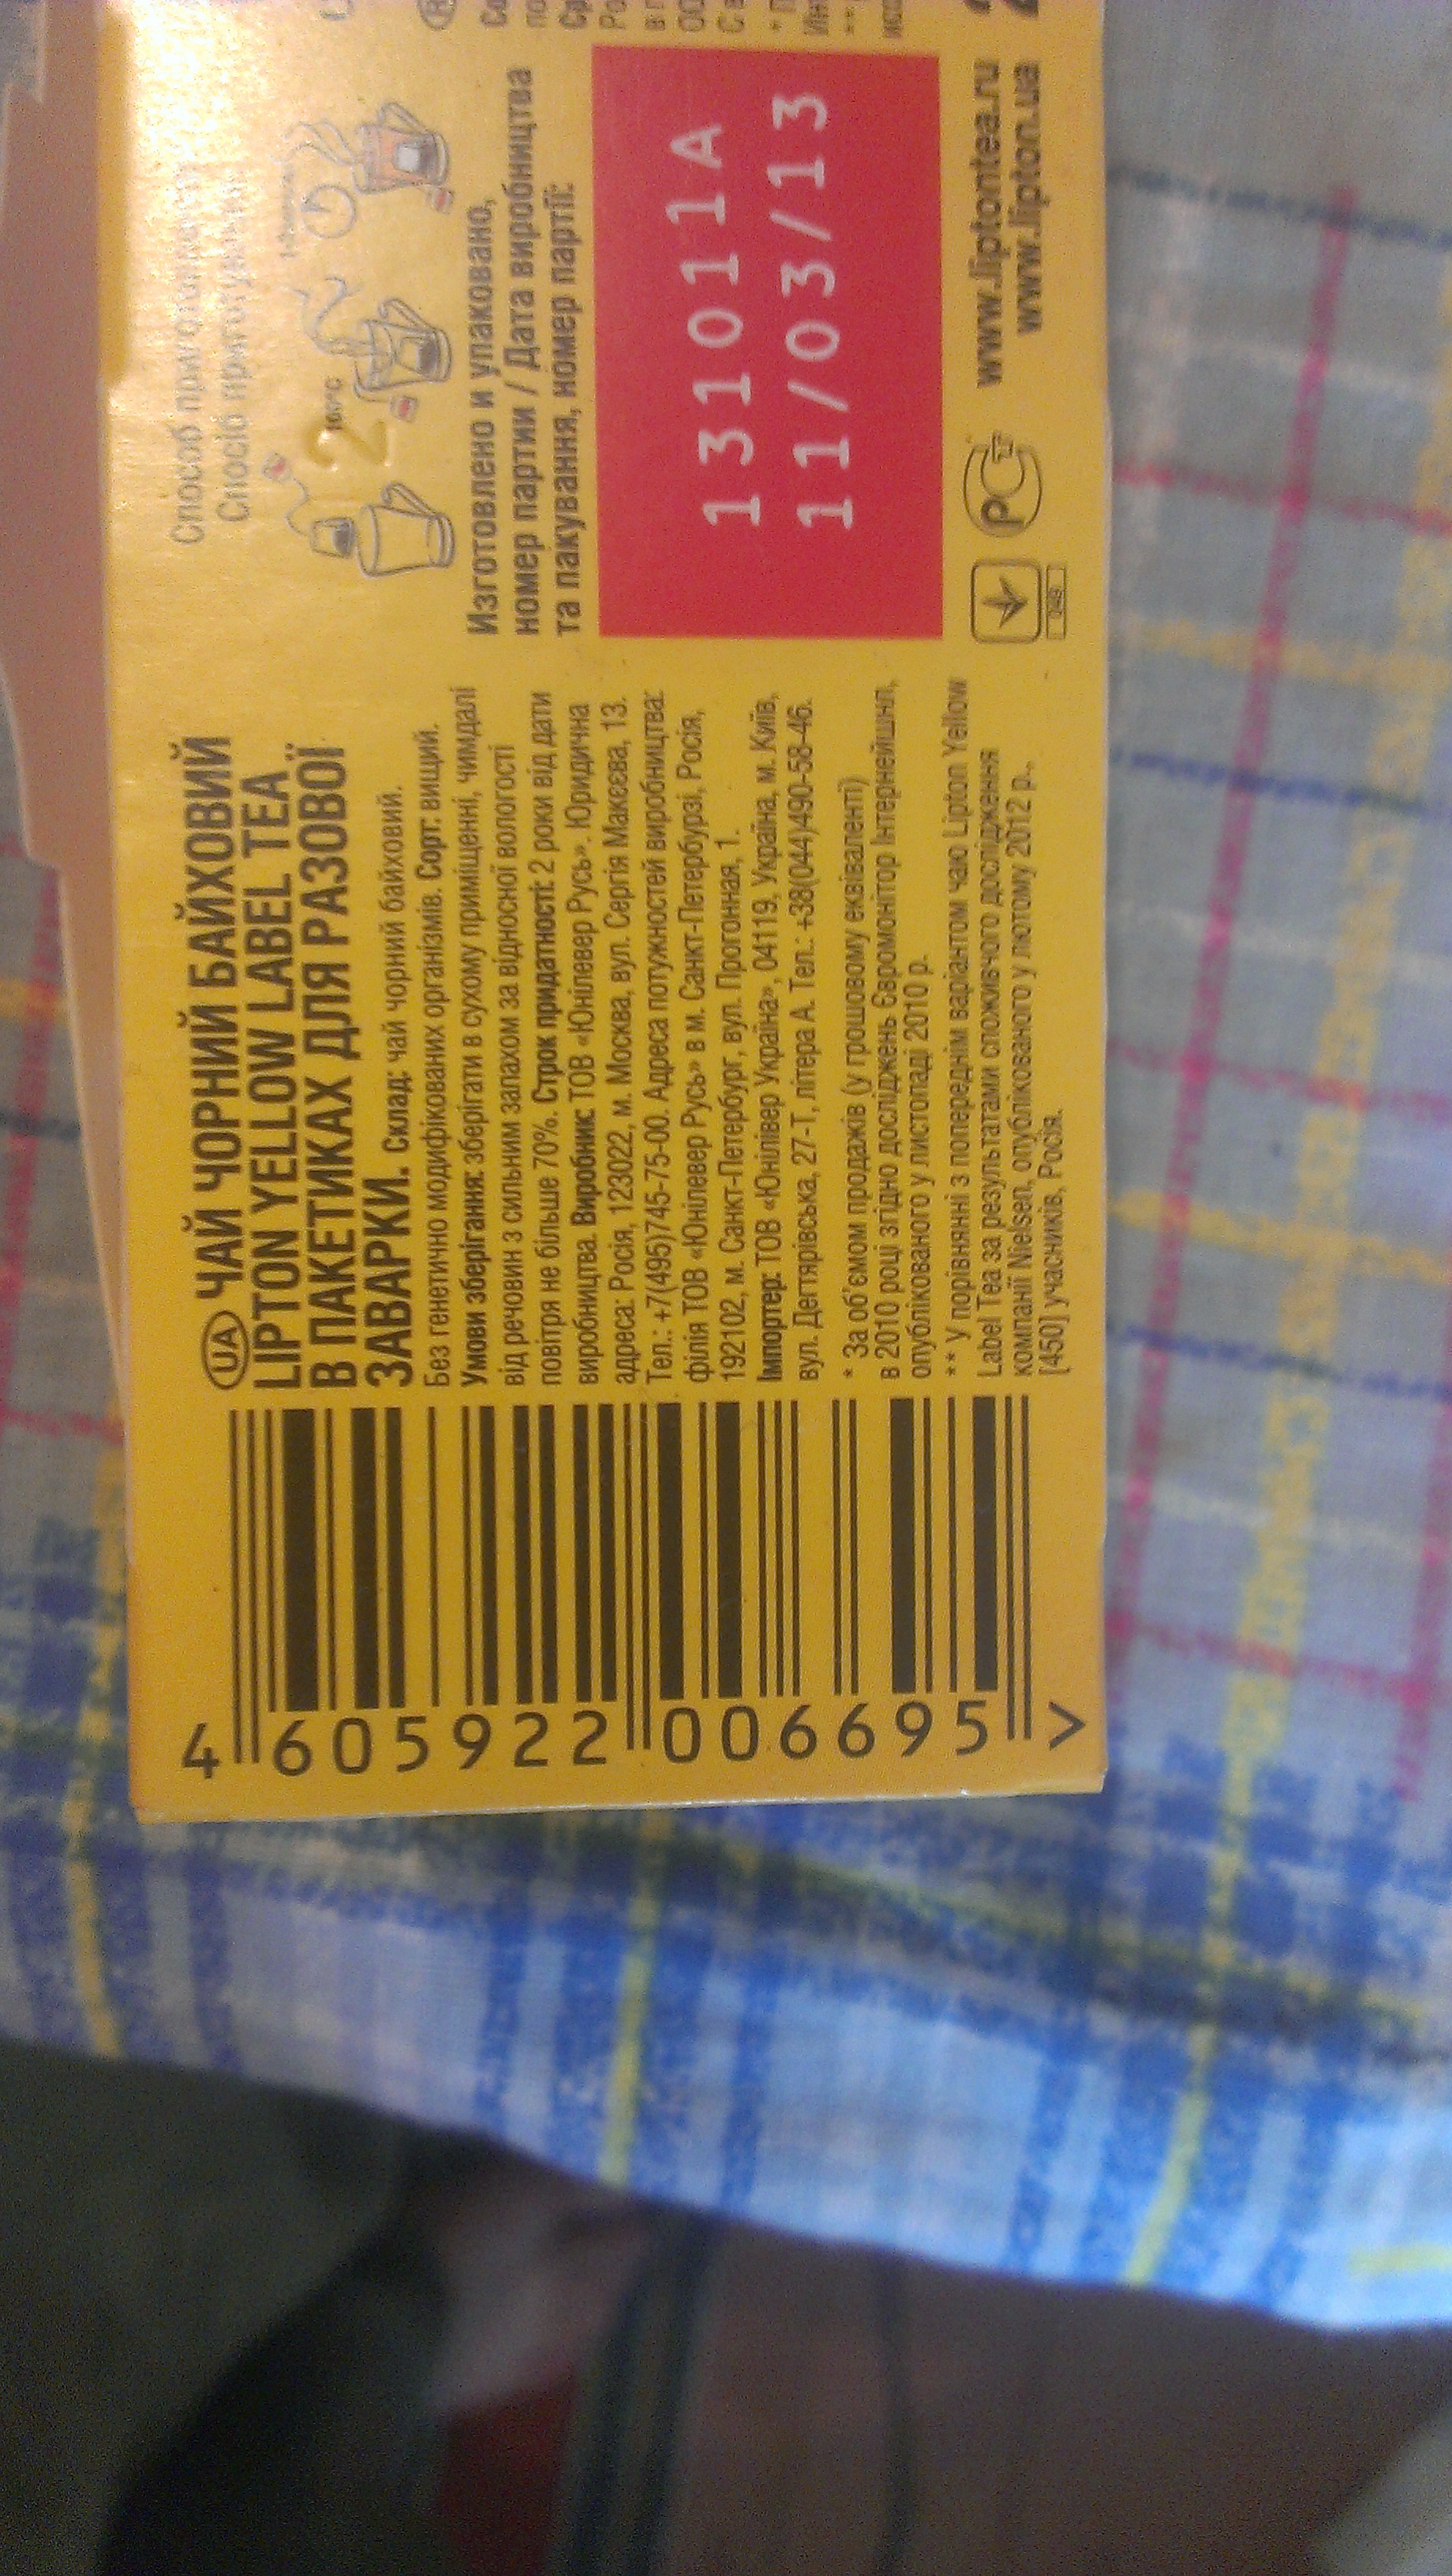 UA ЧАЙ ЧОРНИЙ БАЙХОВИЙ
LIPTON YELLOW LABEL TEA
В ПАКЕТИКАХ ДЛЯ РАЗОВОЇ
ЗАВАРКИ. Склад: чай чорний байховий.
Без генетично модифікованих організмів. Сорт: вищий.
Умови зберігання: зберігати в сухому приміщенні, чимдалі
від речовин з сильним запахом за відносної вологості
повітря не більше 70%. Строк придатності: 2 роки від дати
виробництва. Виробник: ТОВ «Юнілевер Русь». Юридична
адреса: Росія, 123022, м. Москва, вул. Сергія Макеєва, 13.
Тел.: +7(495)745-75-00. Адреса потужностей виробництва:
філія ТОВ «Юнілевер Русь» в м. Санкт-Петербурзі, Росія,
192102, м. Санкт-Петербург, вул. Прогонная, 1.
Імпортер: ТОВ «Юнілівер Україна», 04119, Україна, м. Київ,
вул. Дегтярівська, 27-Т, літера А. Тел.: +38(044)490-58-46.
* За об'ємом продажів (у грошовому еквіваленті)
в 2010 році згідно досліджень Євромонітор Інтернейшнл,
опублікованого у листопаді 2010 р.
** У порівнянні з попереднім варіантом чаю Lipton Yellow
Label Tea за результатами споживчого дослідження
компанії Nielsen, опублікованого у лютому 2012 р.,
[450] учасників, Росія.
4 605922 006695 >
Способ приготовления
Спосіб приготування
2
100°C
Изготовлено и упаковано,
номер партии / Дата виробництва
та пакування, номер партії:
131011A
11/03/13
РСТ
www.liptontea.ru
www.lipton.ua